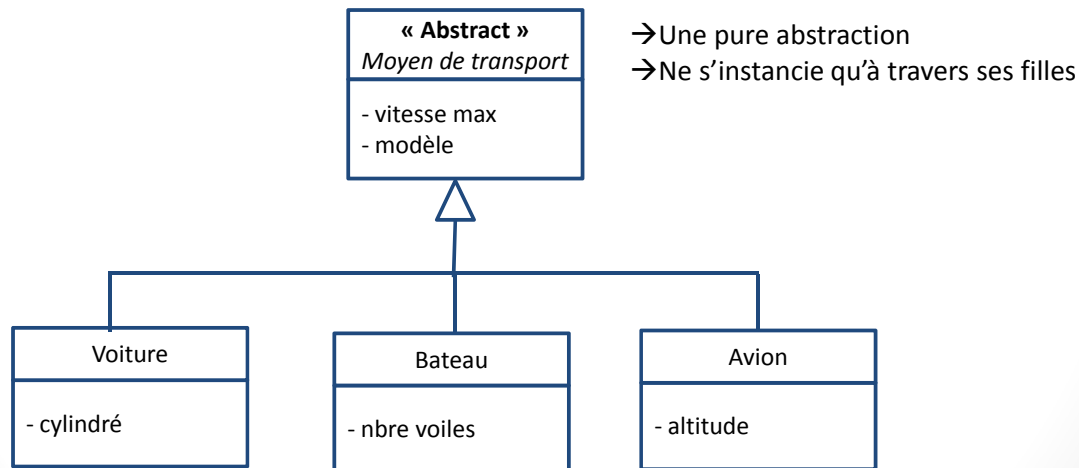 « Abstract »
Moyen de transport
- vitesse max
- modèle
→Une pure abstraction
→Ne s’instancie qu’à travers ses filles
Voiture
- cylindré
Bateau
- nbre voiles
Avion
- altitude